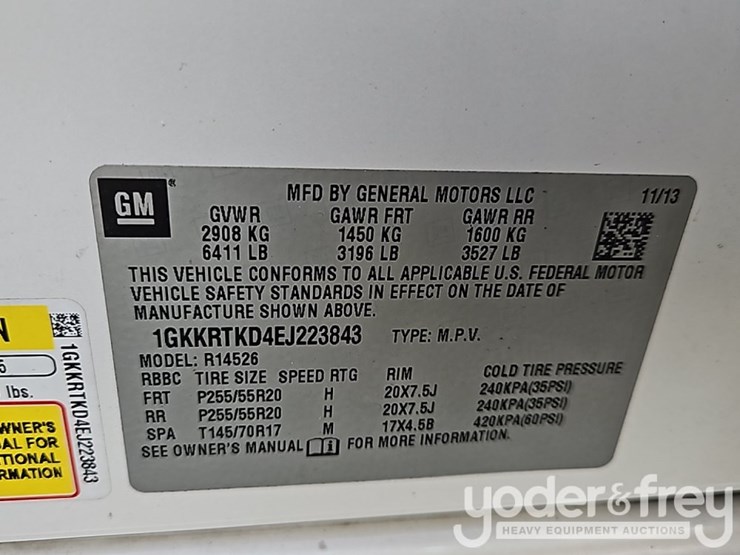 GM
MFD BY GENERAL MOTORS LLC 11/13
GVWR GAWR FRT GAWR RR
2908 KG 1450 KG 1600 KG
6411 LB 3196 LB 3527 LB
THIS VEHICLE CONFORMS TO ALL APPLICABLE U.S. FEDERAL MOTOR
VEHICLE SAFETY STANDARDS IN EFFECT ON THE DATE OF
MANUFACTURE SHOWN ABOVE.
1GKKRTKD4EJ223843 TYPE: M.P.V.
MODEL: R14526
RBBC TIRE SIZE SPEED RTG RIM COLD TIRE PRESSURE
FRT P255/55R20 H 20X7.5J 240KPA(35PSI)
RR P255/55R20 H 20X7.5J 240KPA(35PSI)
SPA T145/70R17 M 17X4.5B 420KPA(60PSI)
SEE OWNER'S MANUAL FOR MORE INFORMATION.
N
5
lbs.
WNER'S
AL FOR
TIONAL
RMATION
1GKKRTKD4EJ223843
yoder&frey
HEAVY EQUIPMENT AUCTIONS